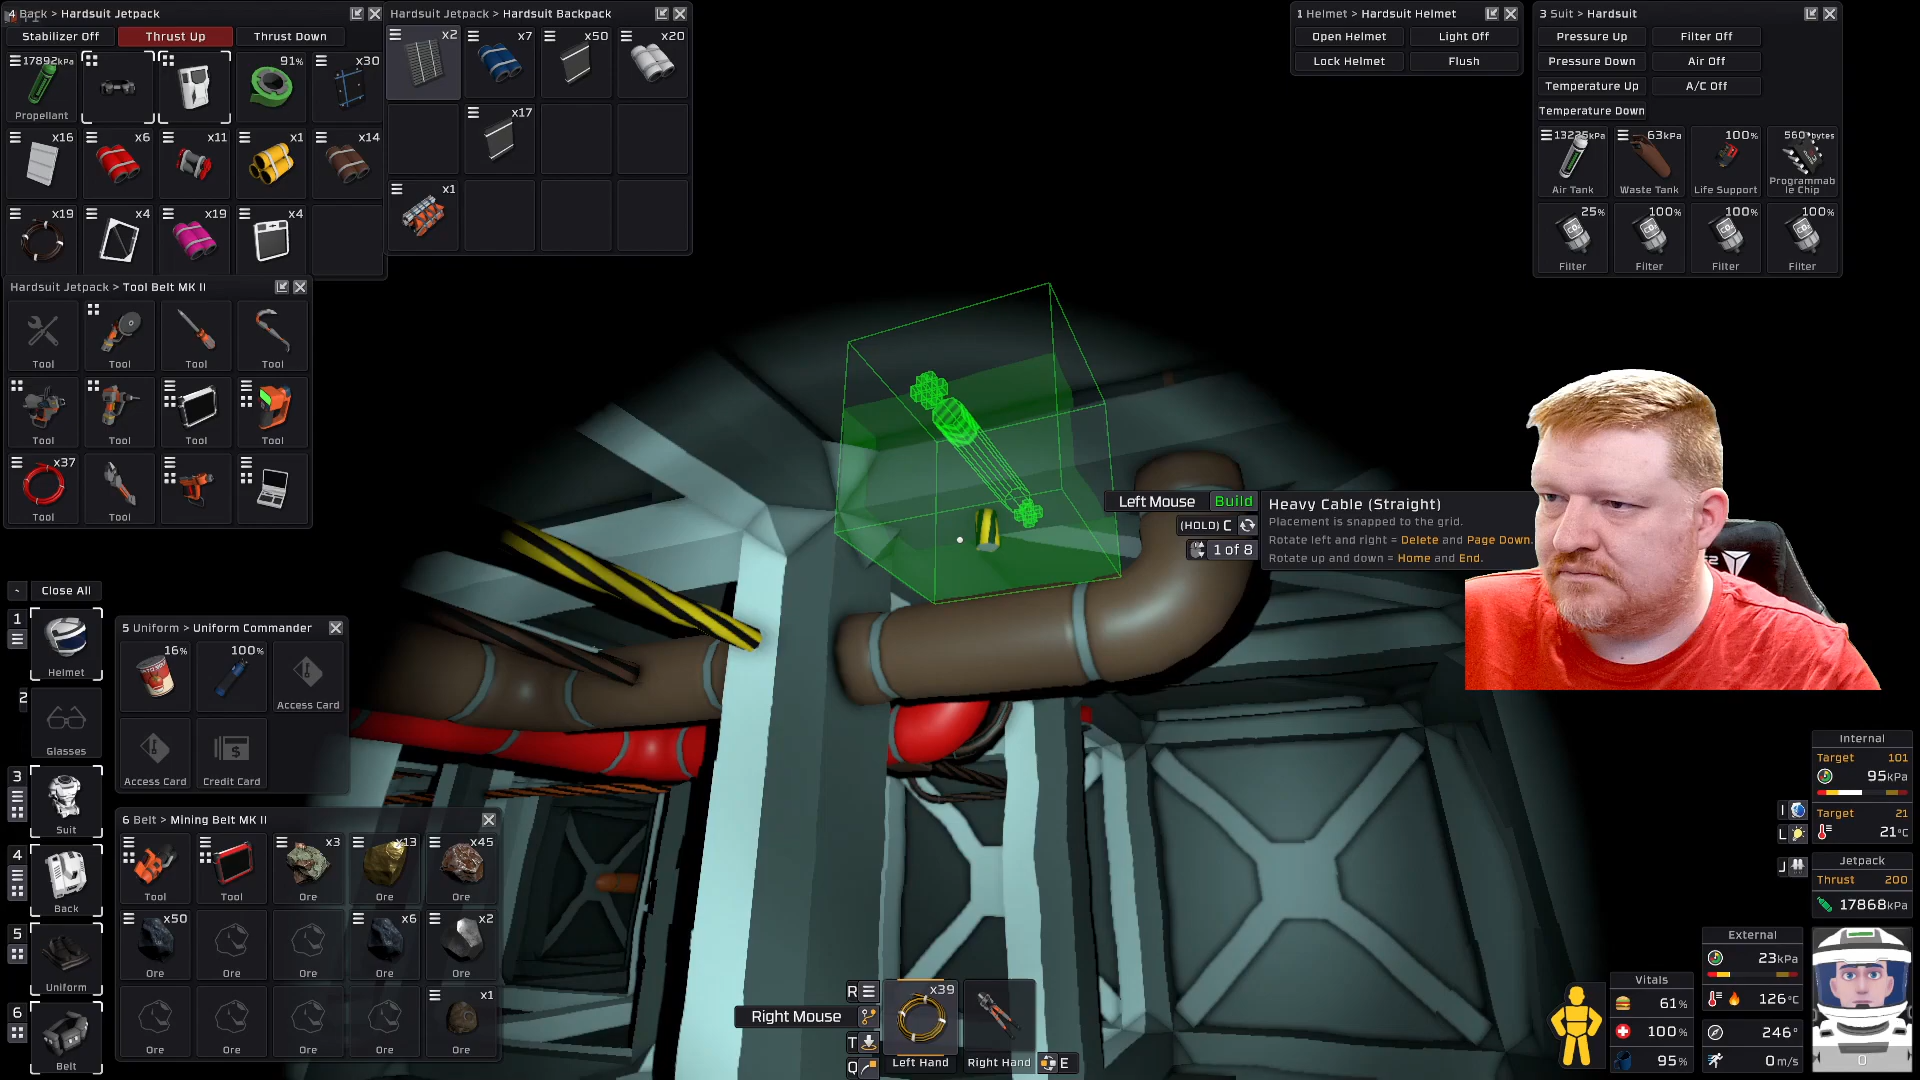 4 Back > Hardsuit Jetpack
Stabilizer Off
Thrust Up
Thrust Down
17892kPa
Propellant
91%
x30
x16
x6
x11
x1
x14
x19
x4
x19
x4
Hardsuit Jetpack > Hardsuit Backpack
x2
x7
x50
x20
x17
x1
1 Helmet > Hardsuit Helmet
Open Helmet
Light Off
Lock Helmet
Flush
3 Suit > Hardsuit
Pressure Up
Filter Off
Pressure Down
Air Off
Temperature Up
A/C Off
Temperature Down
13235kPa
Air Tank
63kPa
Waste Tank
100%
Life Support
560 bytes
Programmab
le Chip
25%
Filter
100%
Filter
100%
Filter
100%
Filter
Hardsuit Jetpack > Tool Belt MK II
Tool
Tool
Tool
Tool
Tool
Tool
Tool
Tool
x37
Tool
Tool
Left Mouse
Build
(HOLD) C
1 of 8
Heavy Cable (Straight)
Placement is snapped to the grid.
Rotate left and right = Delete and Page Down.
Rotate up and down = Home and End.
~
Close All
1
Helmet
2
Glasses
3
Suit
4
Back
5
Uniform
6
Belt
5 Uniform > Uniform Commander
16%
100%
Access Card
Access Card
Credit Card
6 Belt > Mining Belt MK II
Tool
Tool
x3
Ore
x13
Ore
x45
Ore
x50
Ore
Ore
Ore
x6
Ore
x2
Ore
Ore
Ore
Ore
Ore
x1
Ore
Right Mouse
R
T
Q
x39
Left Hand
Right Hand
E
Internal
Target 101
95kPa
Target 21
21°C
I
L
J
Jetpack
Thrust 200
17868kPa
External
23kPa
126°C
246°
0m/s
Vitals
61%
100%
95%
0